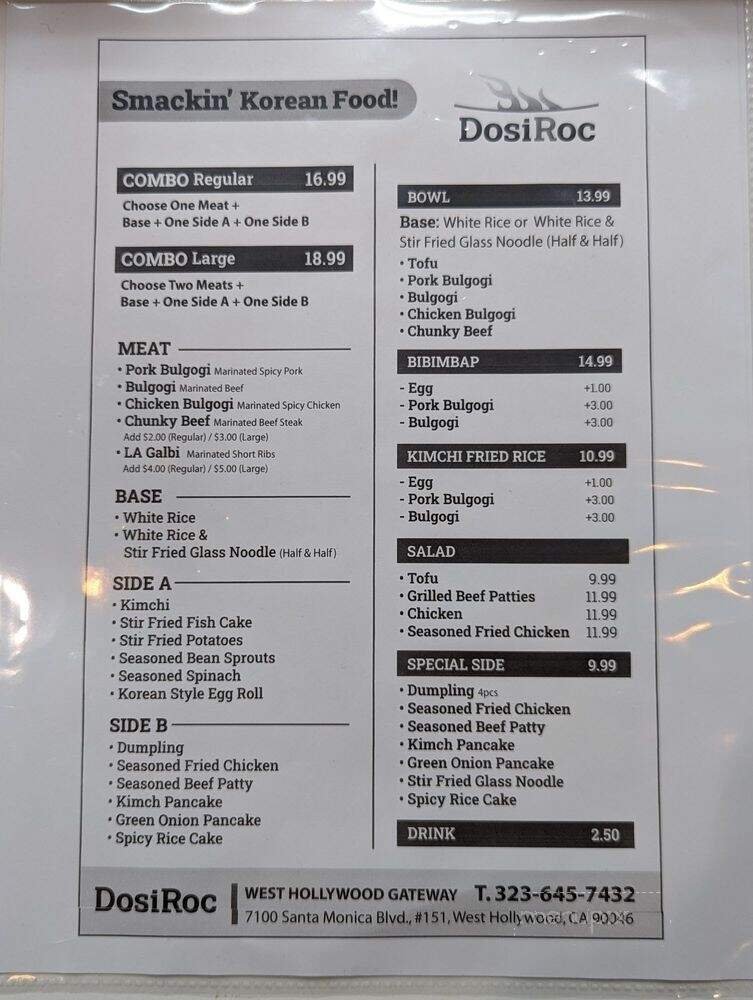 Smackin' Korean Food!
DosiRoc
COMBO Regular 16.99
Choose One Meat +
Base + One Side A + One Side B
COMBO Large 18.99
Choose Two Meats +
Base + One Side A + One Side B
MEAT
• Pork Bulgogi Marinated Spicy Pork
• Bulgogi Marinated Beef
• Chicken Bulgogi Marinated Spicy Chicken
• Chunky Beef Marinated Beef Steak
Add $2.00 (Regular) / $3.00 (Large)
• LA Galbi Marinated Short Ribs
Add $4.00 (Regular) / $5.00 (Large)
BASE
• White Rice
• White Rice &
Stir Fried Glass Noodle (Half & Half)
SIDE A
• Kimchi
• Stir Fried Fish Cake
• Stir Fried Potatoes
• Seasoned Bean Sprouts
• Seasoned Spinach
• Korean Style Egg Roll
SIDE B
• Dumpling
• Seasoned Fried Chicken
• Seasoned Beef Patty
• Kimch Pancake
• Green Onion Pancake
• Spicy Rice Cake
BOWL 13.99
Base: White Rice or White Rice &
Stir Fried Glass Noodle (Half & Half)
• Tofu
• Pork Bulgogi
• Bulgogi
• Chicken Bulgogi
• Chunky Beef
BIBIMBAP 14.99
- Egg +1.00
- Pork Bulgogi +3.00
- Bulgogi +3.00
KIMCHI FRIED RICE 10.99
- Egg +1.00
- Pork Bulgogi +3.00
- Bulgogi +3.00
SALAD
• Tofu 9.99
• Grilled Beef Patties 11.99
• Chicken 11.99
• Seasoned Fried Chicken 11.99
SPECIAL SIDE 9.99
• Dumpling 4pcs
• Seasoned Fried Chicken
• Seasoned Beef Patty
• Kimch Pancake
• Green Onion Pancake
• Stir Fried Glass Noodle
• Spicy Rice Cake
DRINK 2.50
DosiRoc
WEST HOLLYWOOD GATEWAY T. 323-645-7432
7100 Santa Monica Blvd., #151, West Hollywood, CA 90046